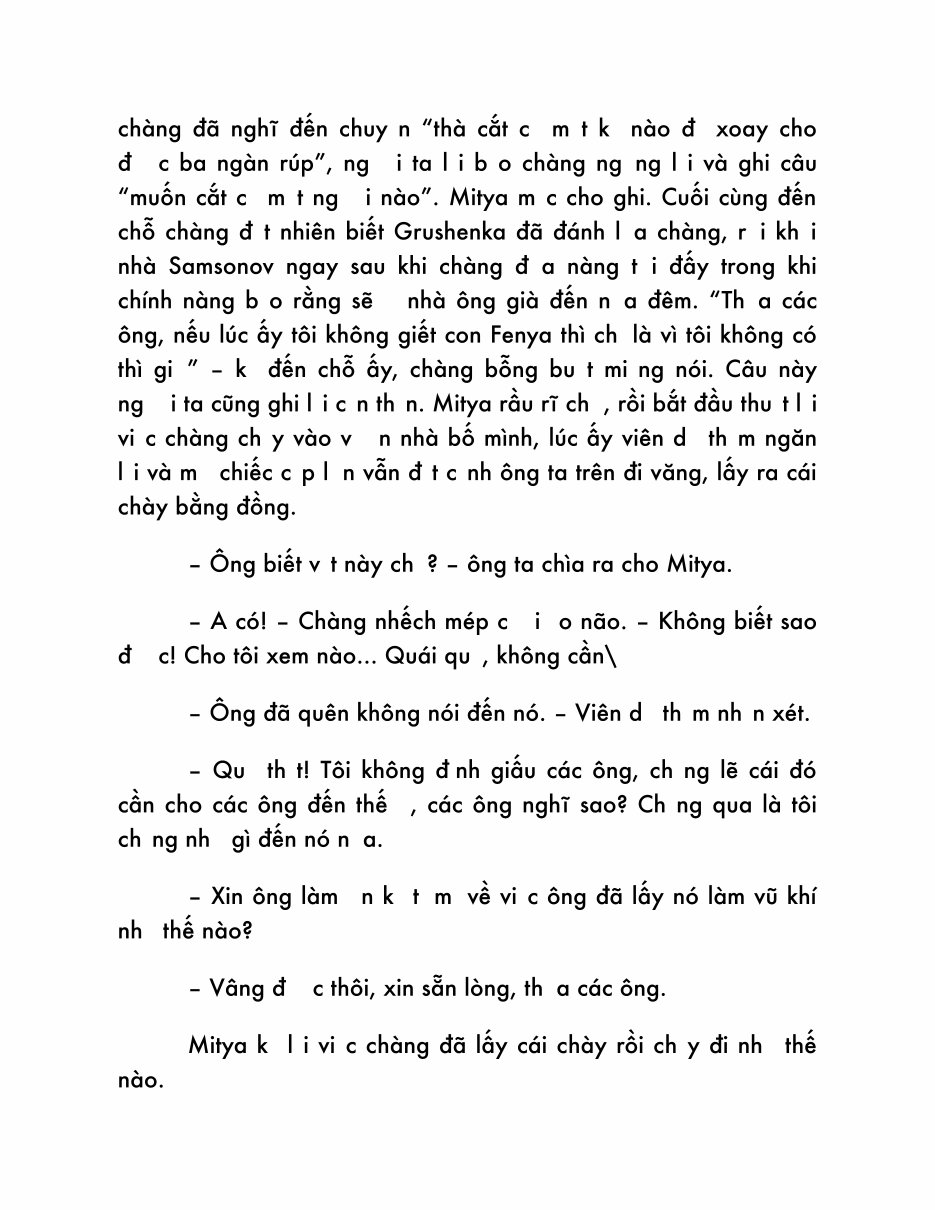 chàng đã nghĩ đến chuy n “thà cắt c m t k nào đ xoay cho
đ c ba ngàn rúp”, ng i ta l i b o chàng ng ng l i và ghi câu
“muốn cắt c m t ng i nào”. Mitya m c cho ghi. Cuối cùng đến
chỗ chàng đ t nhiên biết Grushenka đã đánh l a chàng, r i kh i
nhà Samsonov ngay sau khi chàng đ a nàng t i đấy trong khi
chính nàng b o rằng sẽ nhà ông già đến n a đêm. “Th a các
ông, nếu lúc ấy tôi không giết con Fenya thì ch là vì tôi không có
thì gi ” – k đến chỗ ấy, chàng bỗng bu t mi ng nói. Câu này
ng i ta cũng ghi l i c n th n. Mitya rầu rĩ ch , rồi bắt đầu thu t l i
vi c chàng ch y vào v n nhà bố mình, lúc ấy viên d th m ngăn
l i và m chiếc c p l n vẫn đ t c nh ông ta trên đi văng, lấy ra cái
chày bằng đồng.
– Ông biết v t này ch ? – ông ta chìa ra cho Mitya.
– A có! – Chàng nhếch mép c i o não. – Không biết sao
đ c! Cho tôi xem nào... Quái qu , không cần\
– Ông đã quên không nói đến nó. – Viên d th m nh n xét.
– Qu th t! Tôi không đ nh giấu các ông, ch ng lẽ cái đó
cần cho các ông đến thế , các ông nghĩ sao? Ch ng qua là tôi
ch ng nh gì đến nó n a.
– Xin ông làm n k t m về vi c ông đã lấy nó làm vũ khí
nh thế nào?
– Vâng đ c thôi, xin sẵn lòng, th a các ông.
Mitya k l i vi c chàng đã lấy cái chày rồi ch y đi nh thế
nào.